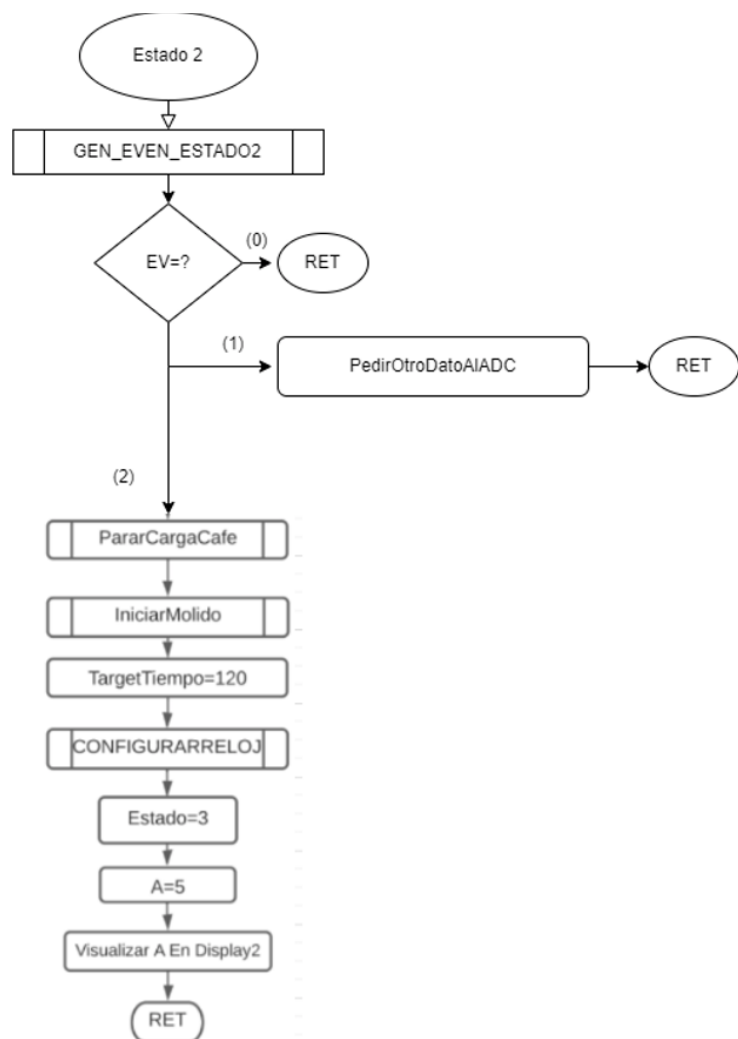 Estado 2
GEN_EVEN_ESTADO2
EV=?
(0)
RET
(1)
PedirOtroDatoAlADC
RET
(2)
PararCargaCafe
IniciarMolido
TargetTiempo=120
CONFIGURARRELOJ
Estado=3
A=5
Visualizar A En Display2
RET